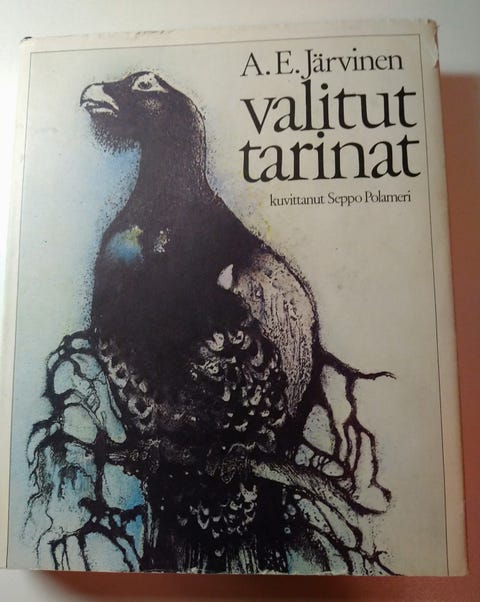 A. E. Järvinen
valitut
tarinat
kuvittanut Seppo Polameri